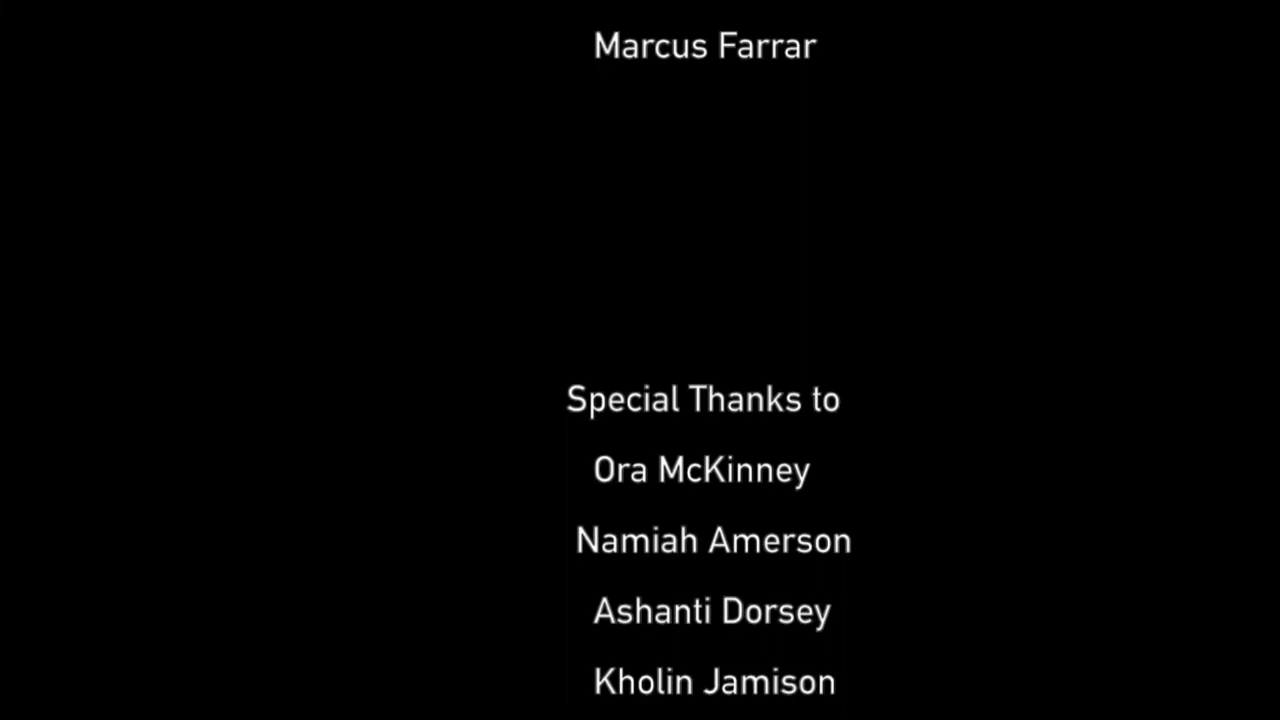 Marcus Farrar
Special Thanks to
Ora McKinney
Namiah Amerson
Ashanti Dorsey
Kholin Jamison